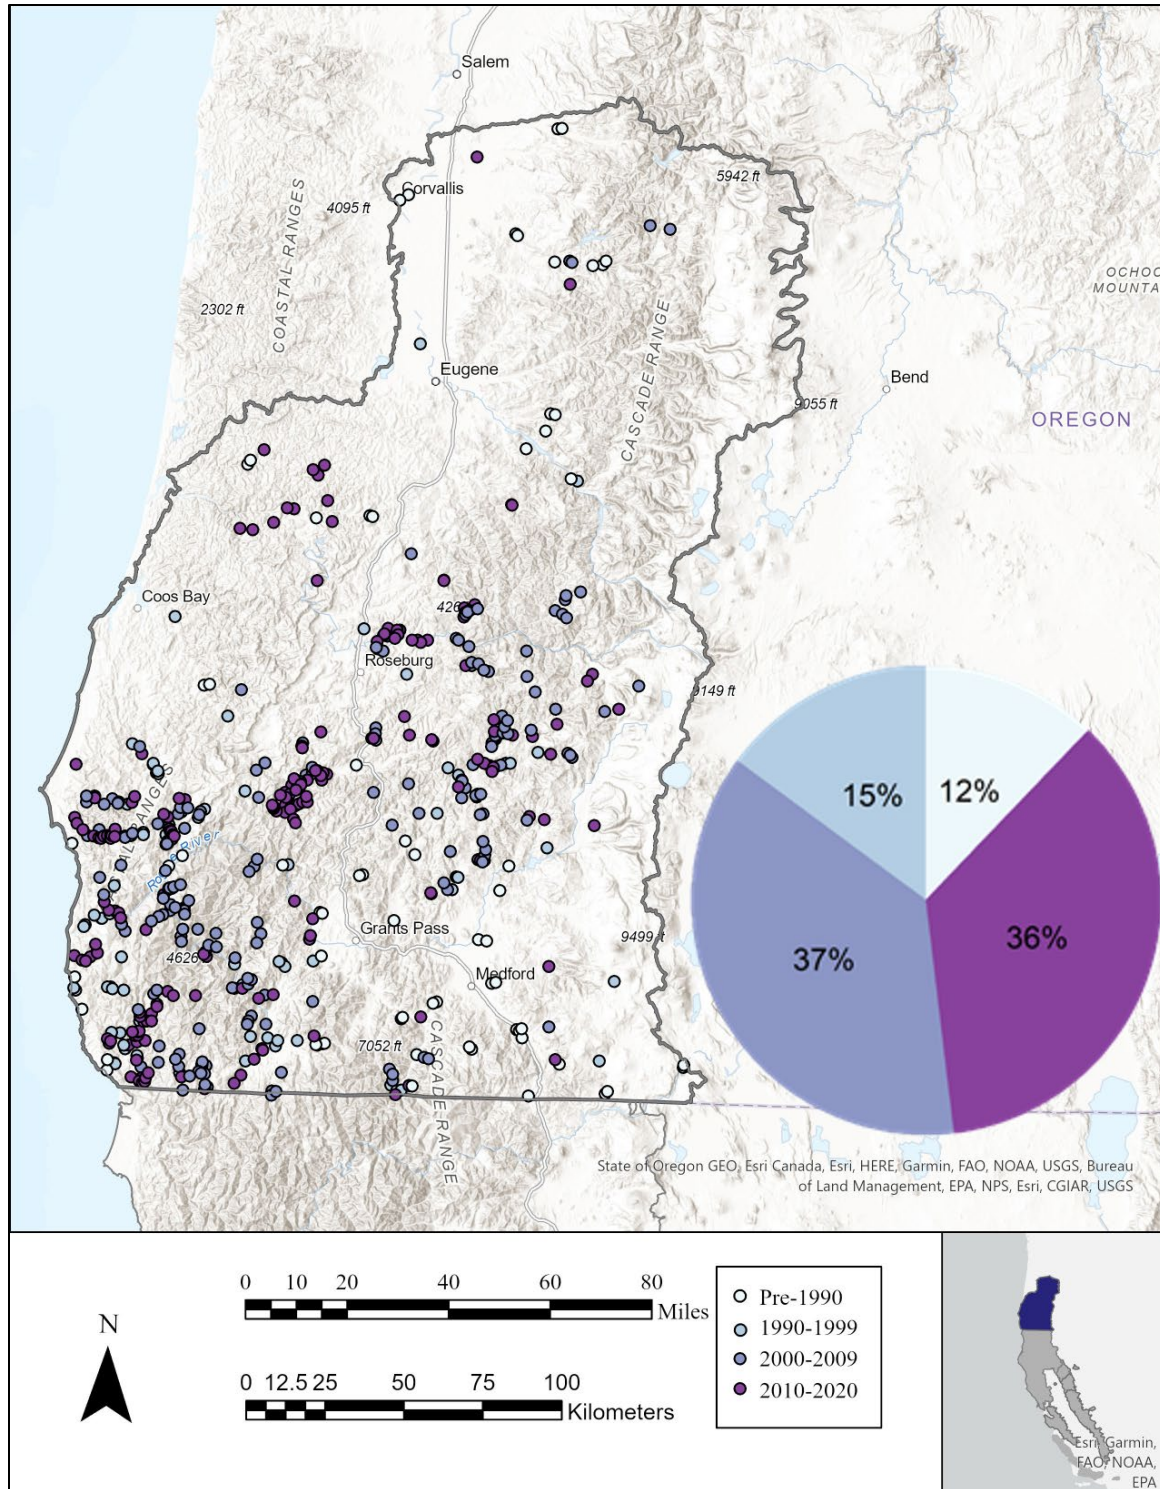 Salem
Corvallis
5942 ft
4095 ft
COASTAL RANGES
OCHOC
MOUNTA
2302 ft
CASCADE RANGE
Eugene
Bend
9055 ft
OREGON
Coos Bay
426
Roseburg
9149 ft
15%
12%
RANGES
River
37%
36%
Grants Pass
9499 ft
4626
Medford
7052 ft
CASCADE RANGE
State of Oregon GEO, Esri Canada, Esri, HERE, Garmin, FAO, NOAA, USGS, Bureau
of Land Management, EPA, NPS, Esri, CGIAR, USGS
N
0 10 20 40 60 80
Miles
0 12.5 25 50 75 100
Kilometers
Pre-1990
1990-1999
2000-2009
2010-2020
Esri, Garmin,
FAO, NOAA,
EPA